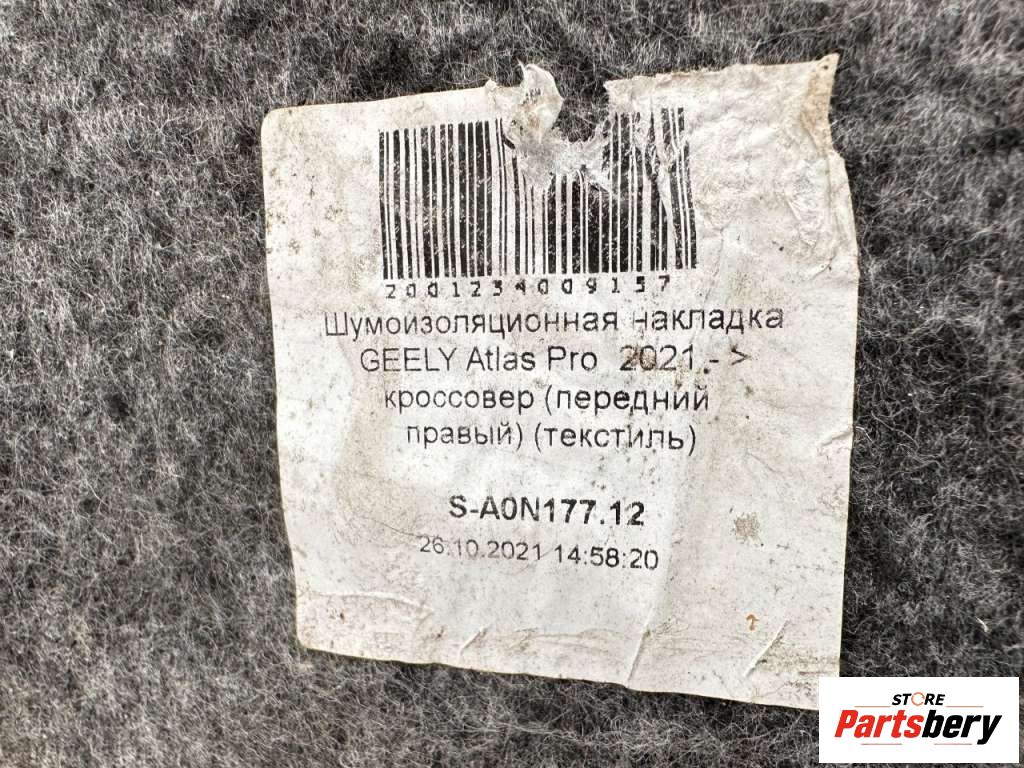 2001234009157
Шумоизоляционная накладка
GEELY Atlas Pro 2021.- >
кроссовер (передний
правый) (текстиль)
S-A0N177.12
26.10.2021 14:58:20
STORE
Partsbery